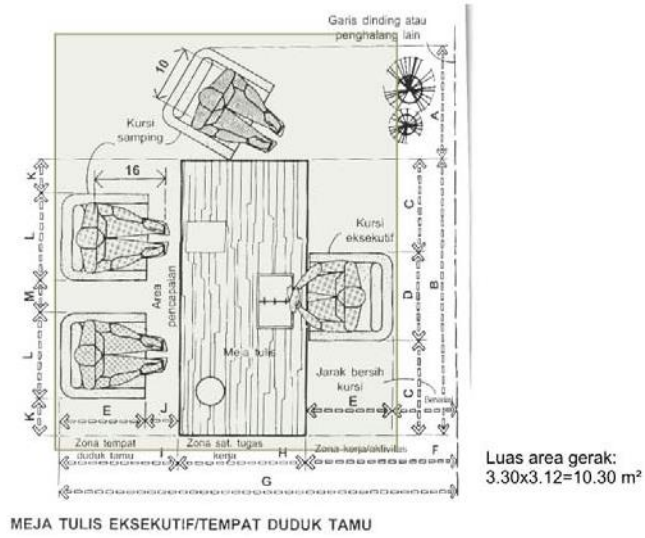 Garis dinding atau
penghalang lain
10
A
Kursi
samping
16
K
L
M
L
K
Area
pencapaian
Kursi
eksekutif
C
B
D
C
Meja tulis
Jarak bersih
kursi
E
J
E
Zona tempat
duduk tamu
I
Zona sat. tugas
kerja
H
Zona kerja/aktivitas
F
G
Luas area gerak:
3.30x3.12=10.30 m²
MEJA TULIS EKSEKUTIF/TEMPAT DUDUK TAMU